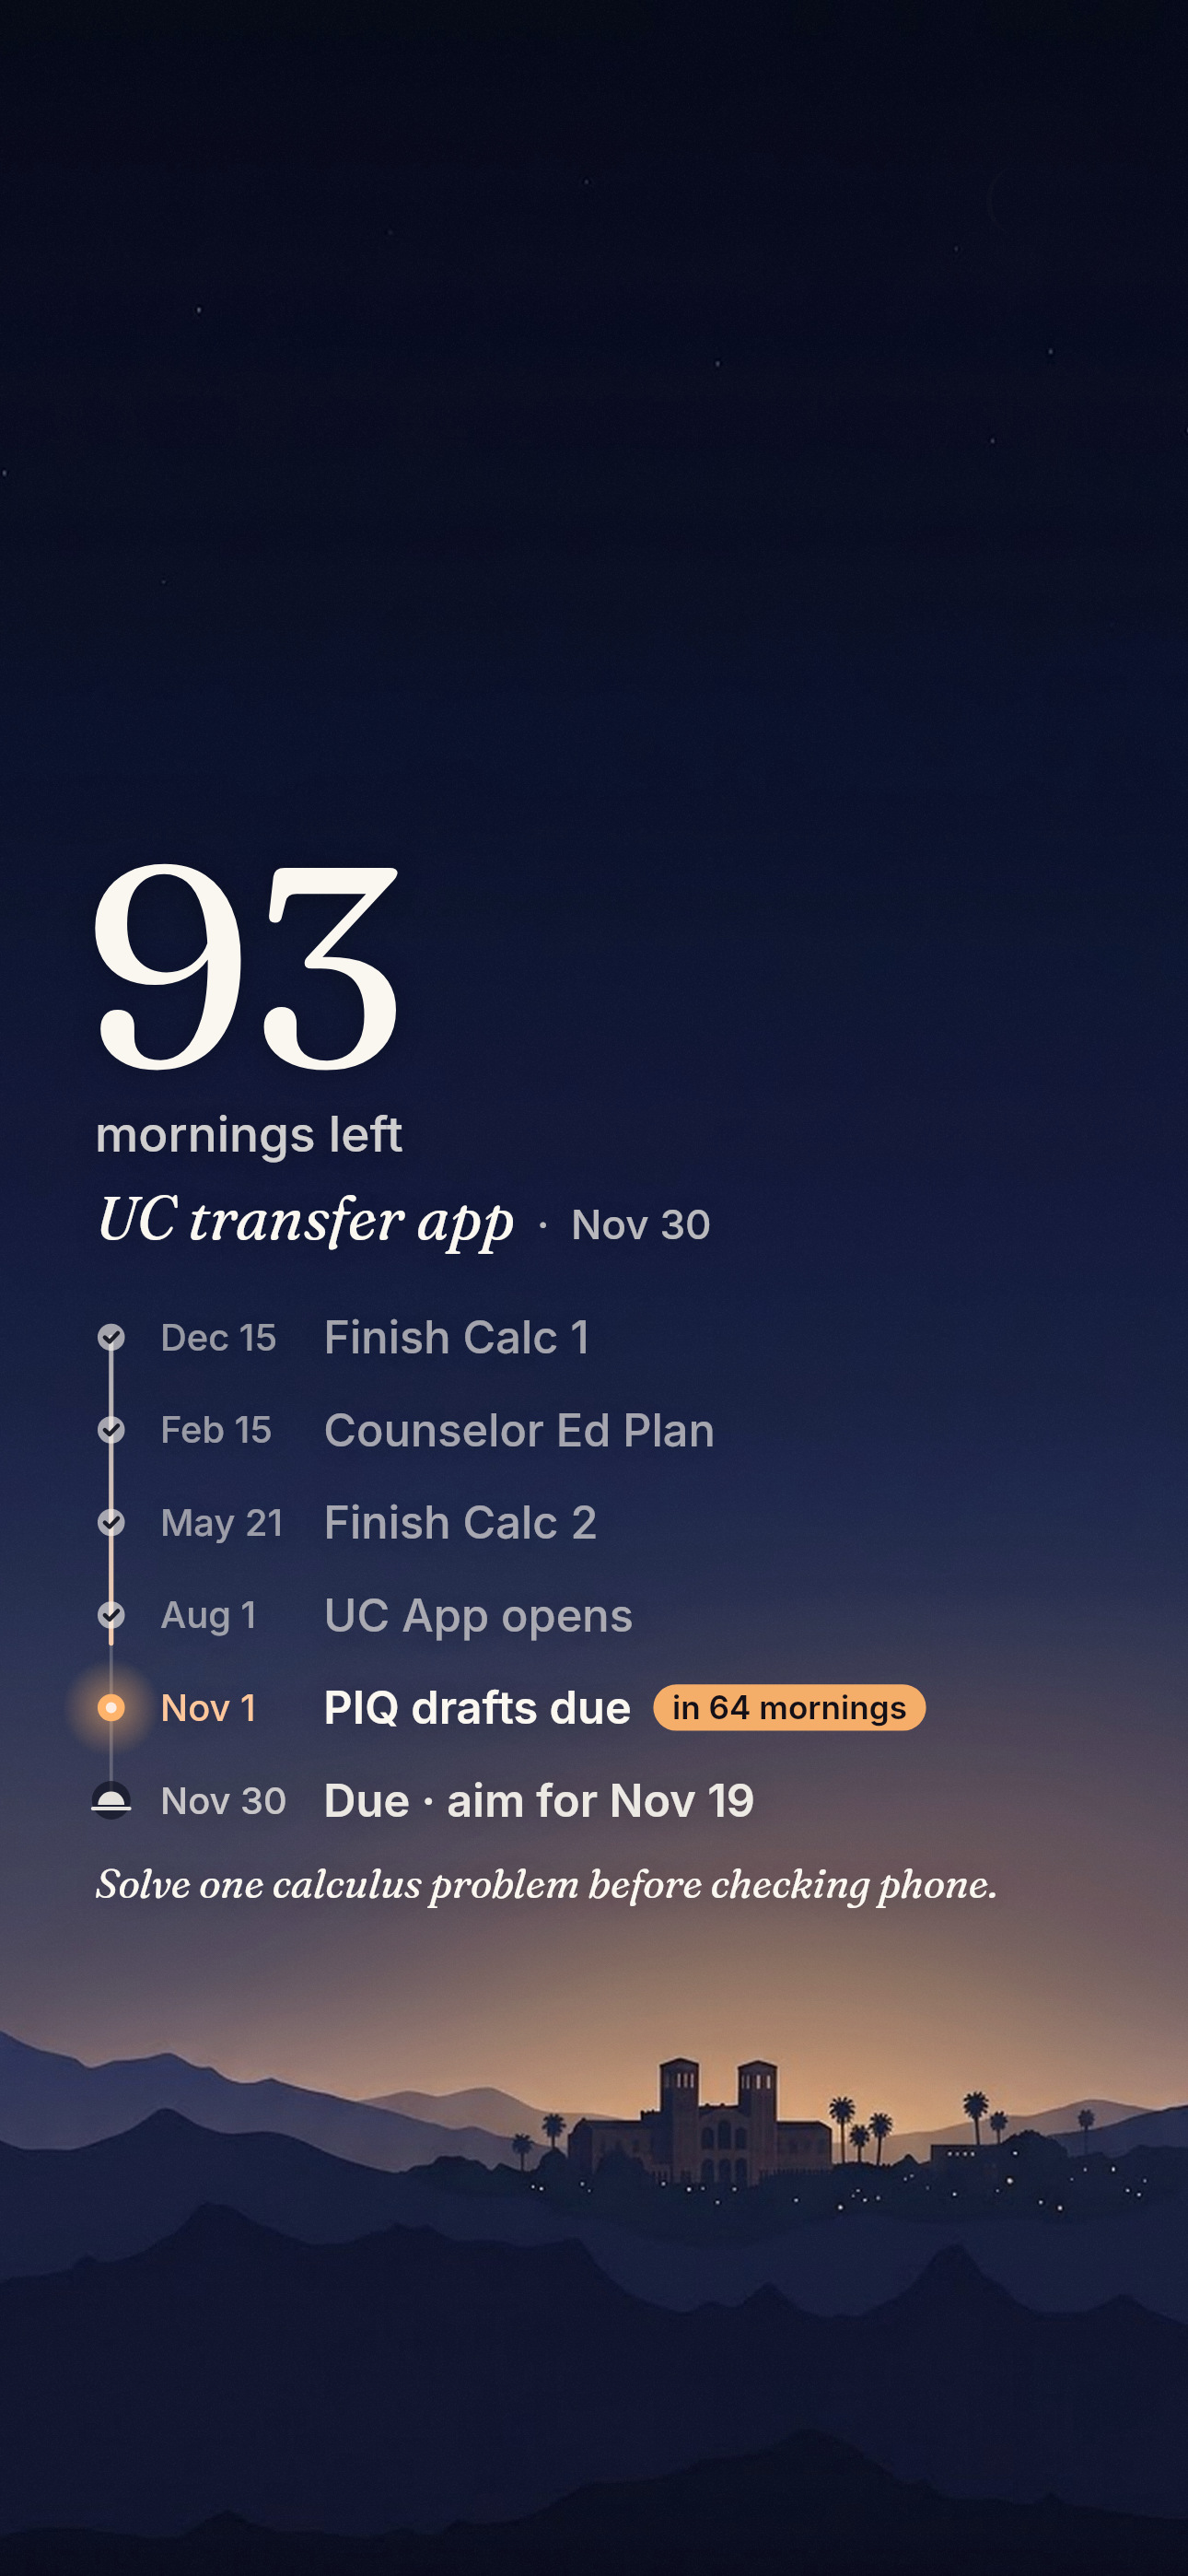 93
mornings left
UC transfer app · Nov 30
Dec 15 Finish Calc 1
Feb 15 Counselor Ed Plan
May 21 Finish Calc 2
Aug 1 UC App opens
Nov 1 PIQ drafts due in 64 mornings
Nov 30 Due · aim for Nov 19
Solve one calculus problem before checking phone.